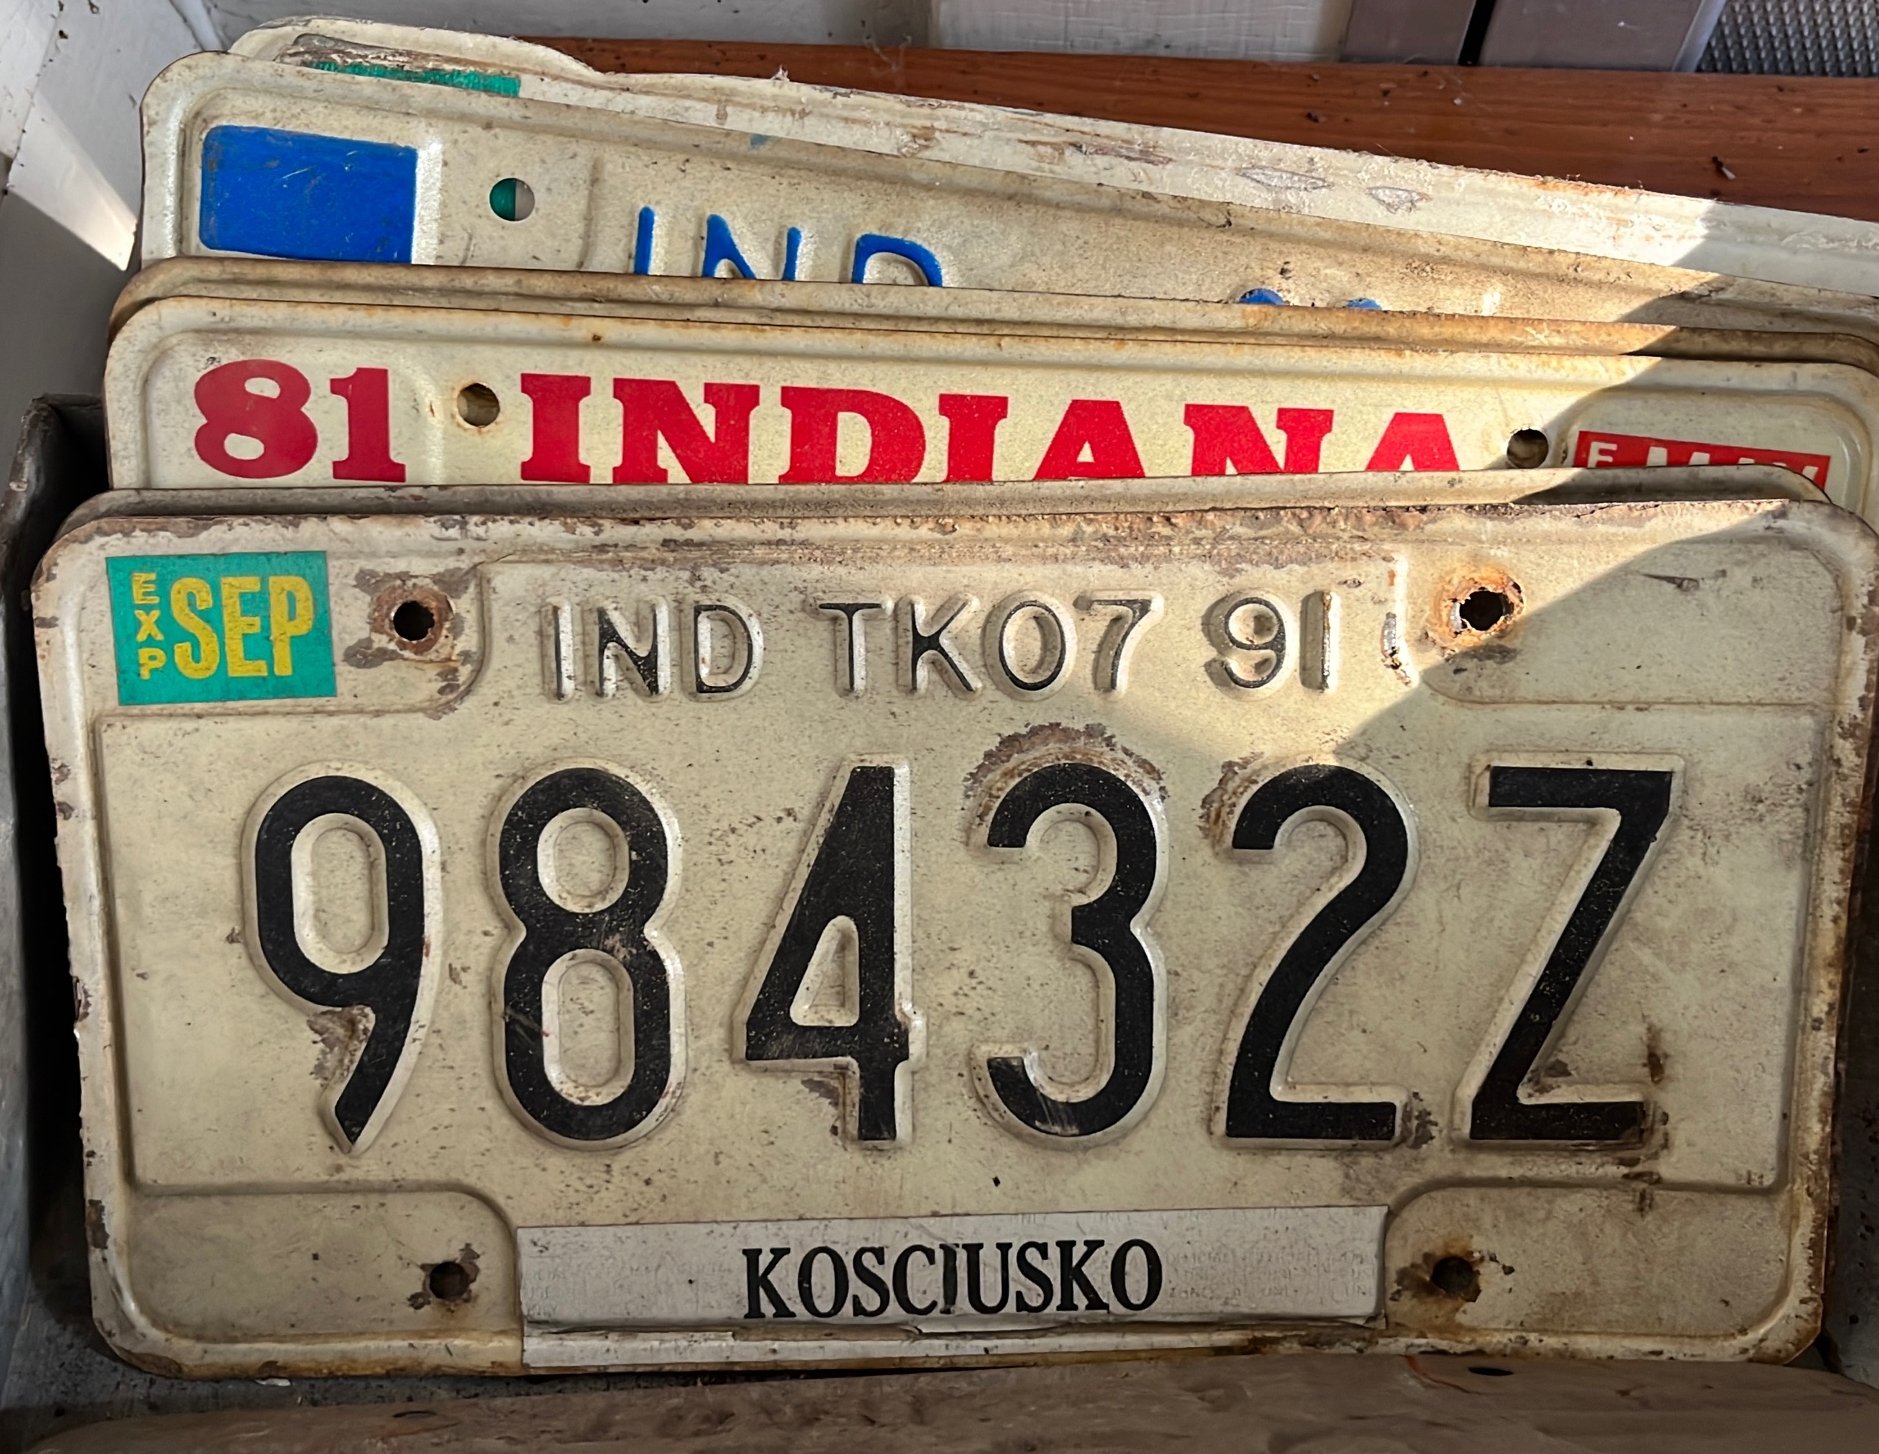 IND
81 INDIANA
EXP SEP
IND TK07 91
98432Z
KOSCIUSKO